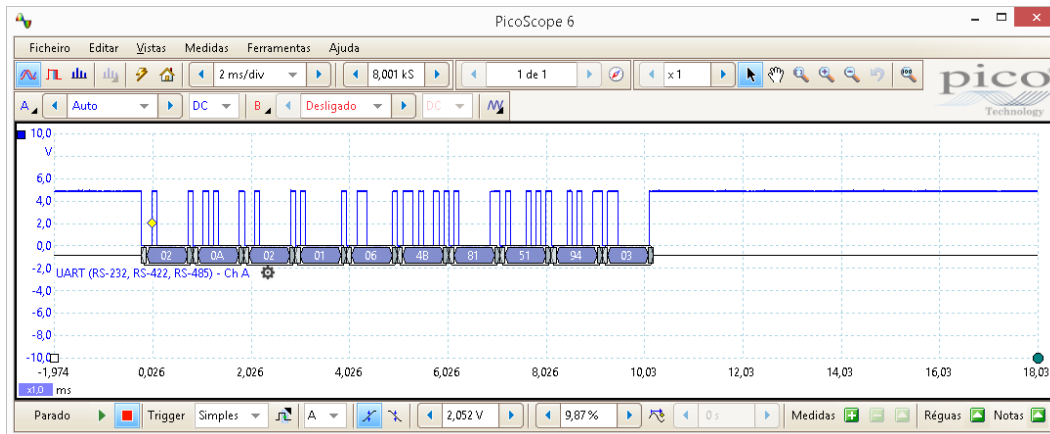 PicoScope 6
Ficheiro Editar Vistas Medidas Ferramentas Ajuda
2 ms/div 8,001 kS 1 de 1 x 1
pico
Technology
A Auto DC B Desligado DC
10,0
V
6,0
4,0
2,0
0,0
02 0A 02 01 06 4B 81 51 94 03
-2,0 UART (RS-232, RS-422, RS-485) - Ch A
-4,0
-6,0
-8,0
-10,0
-1,974 0,026 2,026 4,026 6,026 8,026 10,03 12,03 14,03 16,03 18,03
x1,0 ms
Parado Trigger Simples A 2,052 V 9,87 % 0 s Medidas Réguas Notas